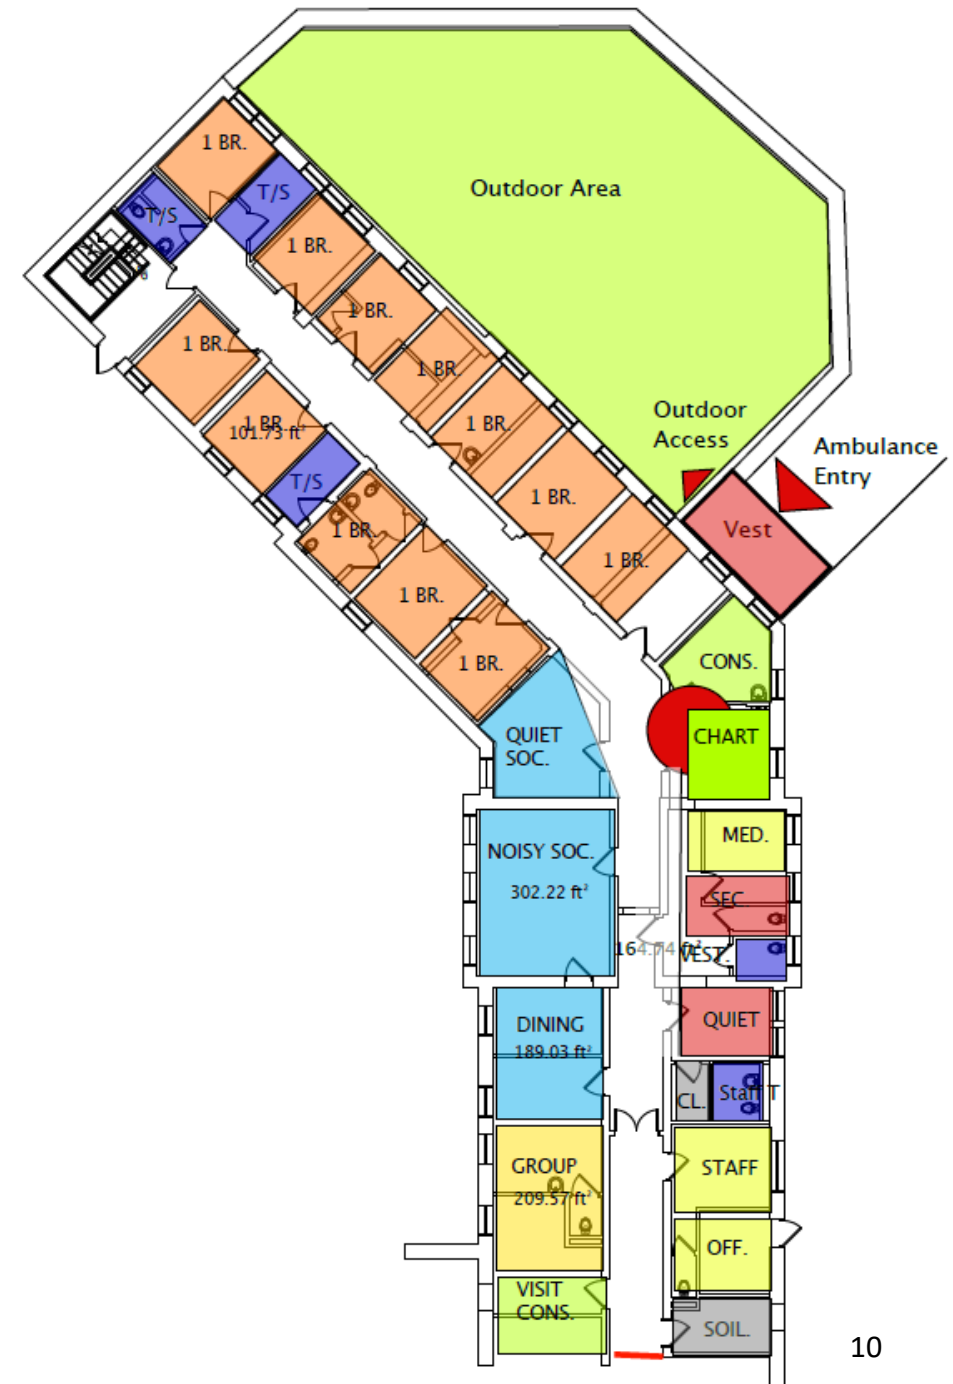 1 BR.
Outdoor Area
T/S
T/S
1 BR.
1 BR.
1 BR.
1 BR.
1 BR.
Outdoor
Access
Ambulance
Entry
1 BR.
101.73 ft²
T/S
1 BR.
1 BR.
Vest
1 BR.
1 BR.
1 BR.
CONS.
QUIET
SOC.
CHART
MED.
NOISY SOC.
302.22 ft²
SEC.
164.74 ft²
VEST.
QUIET
DINING
189.03 ft²
CL.
Staff T
GROUP
209.57 ft²
STAFF
OFF.
VISIT
CONS.
SOIL.
10